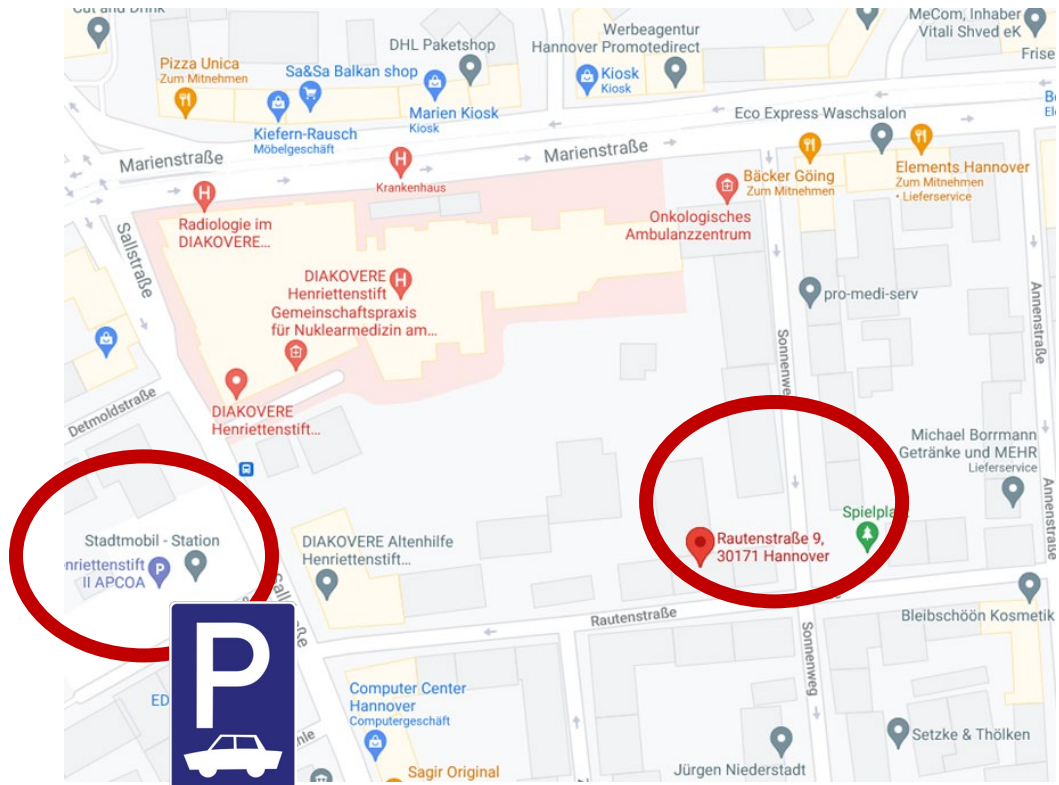 Cut and Drink
MeCom, Inhaber
Vitali Shved eK
Frise
Werbeagentur
Hannover Promotedirect
DHL Paketshop
Pizza Unica
Zum Mitnehmen
Sa&Sa Balkan shop
Kiosk
Kiosk
Marien Kiosk
Kiosk
Kiefern-Rausch
Möbelgeschäft
Eco Express Waschsalon
Marienstraße
Marienstraße
H
Krankenhaus
Bäcker Göing
Zum Mitnehmen
Elements Hannover
Zum Mitnehmen
• Lieferservice
H
Radiologie im
DIAKOVERE...
Onkologisches
Ambulanzzentrum
Sallstraße
DIAKOVERE
Henriettenstift
H
Gemeinschaftspraxis
für Nuklearmedizin am...
pro-medi-serv
Annenstraße
Sonnenweg
DIAKOVERE
Henriettenstift...
Detmoldstraße
Michael Borrmann
Getränke und MEHR
Lieferservice
Annenstraße
Stadtmobil - Station
nriettenstift
II APCOA
P
DIAKOVERE Altenhilfe
Henriettenstift...
Rautenstraße 9,
30171 Hannover
Rautenstraße
Bleibschöön Kosmetik
P
Sonnenweg
ED
Computer Center
Hannover
Computergeschäft
Setzke & Thölken
Sagir Original
Jürgen Niederstadt